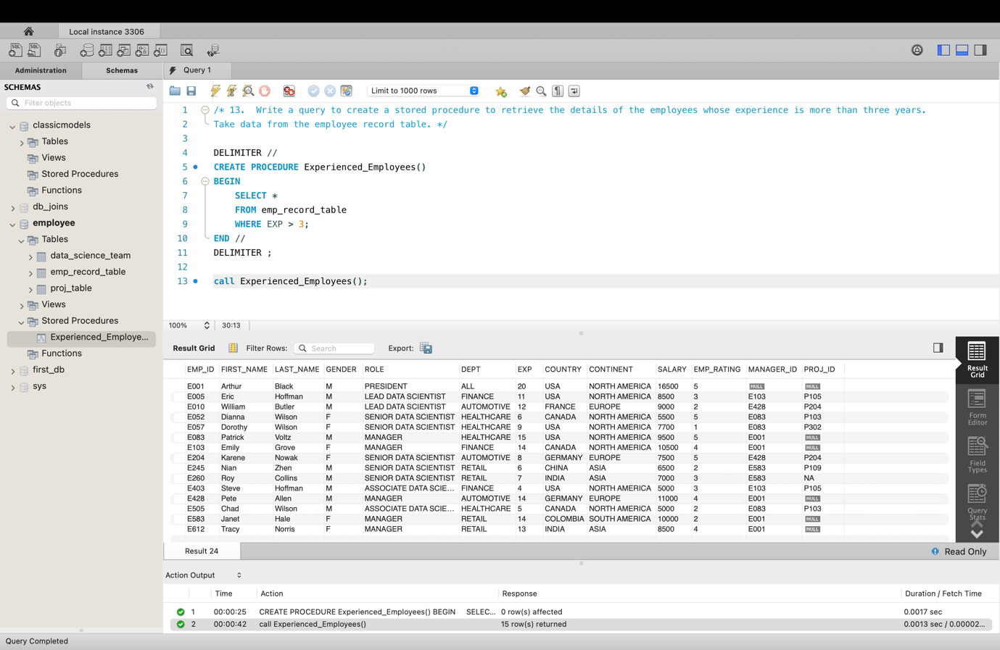 Local instance 3306
Administration
Schemas
Query 1
SCHEMAS
Filter objects
classicmodels
Tables
Views
Stored Procedures
Functions
db_joins
employee
Tables
data_science_team
emp_record_table
proj_table
Views
Stored Procedures
Experienced_Employe...
Functions
first_db
sys
Limit to 1000 rows
1 /* 13.  Write a query to create a stored procedure to retrieve the details of the employees whose experience is more than three years.
2 Take data from the employee record table. */
3
4 DELIMITER //
5 CREATE PROCEDURE Experienced_Employees()
6 BEGIN
7 SELECT *
8 FROM emp_record_table
9 WHERE EXP > 3;
10 END //
11 DELIMITER ;
12
13 call Experienced_Employees();
100% 30:13
Result Grid Filter Rows: Search Export:
EMP_ID FIRST_NAME LAST_NAME GENDER ROLE DEPT EXP COUNTRY CONTINENT SALARY EMP_RATING MANAGER_ID PROJ_ID
E001 Arthur Black M PRESIDENT ALL 20 USA NORTH AMERICA 16500 5 NULL NULL
E005 Eric Hoffman M LEAD DATA SCIENTIST FINANCE 11 USA NORTH AMERICA 8500 3 E103 P105
E010 William Butler M LEAD DATA SCIENTIST AUTOMOTIVE 12 FRANCE EUROPE 9000 2 E428 P204
E052 Dianna Wilson F SENIOR DATA SCIENTIST HEALTHCARE 6 CANADA NORTH AMERICA 5500 5 E083 P103
E057 Dorothy Wilson F SENIOR DATA SCIENTIST HEALTHCARE 9 USA NORTH AMERICA 7700 1 E083 P302
E083 Patrick Voltz M MANAGER HEALTHCARE 15 USA NORTH AMERICA 9500 5 E001 NULL
E103 Emily Grove F MANAGER FINANCE 14 CANADA NORTH AMERICA 10500 4 E001 NULL
E204 Karene Nowak F SENIOR DATA SCIENTIST AUTOMOTIVE 8 GERMANY EUROPE 7500 5 E428 P204
E245 Nian Zhen M SENIOR DATA SCIENTIST RETAIL 6 CHINA ASIA 6500 2 E583 P109
E260 Roy Collins M SENIOR DATA SCIENTIST RETAIL 7 INDIA ASIA 7000 3 E583 NA
E403 Steve Hoffman M ASSOCIATE DATA SCIE... FINANCE 4 USA NORTH AMERICA 5000 3 E103 P105
E428 Pete Allen M MANAGER AUTOMOTIVE 14 GERMANY EUROPE 11000 4 E001 NULL
E505 Chad Wilson M ASSOCIATE DATA SCIE... HEALTHCARE 5 CANADA NORTH AMERICA 5000 2 E083 P103
E583 Janet Hale F MANAGER RETAIL 14 COLOMBIA SOUTH AMERICA 10000 2 E001 NULL
E612 Tracy Norris F MANAGER RETAIL 13 INDIA ASIA 8500 4 E001 NULL
Result
Grid
Form
Editor
Field
Types
Query
Stats
Result 24
Read Only
Action Output
Time Action Response Duration / Fetch Time
1 00:00:25 CREATE PROCEDURE Experienced_Employees() BEGIN SELEC... 0 row(s) affected 0.0017 sec
2 00:00:42 call Experienced_Employees() 15 row(s) returned 0.0013 sec / 0.00002...
Query Completed